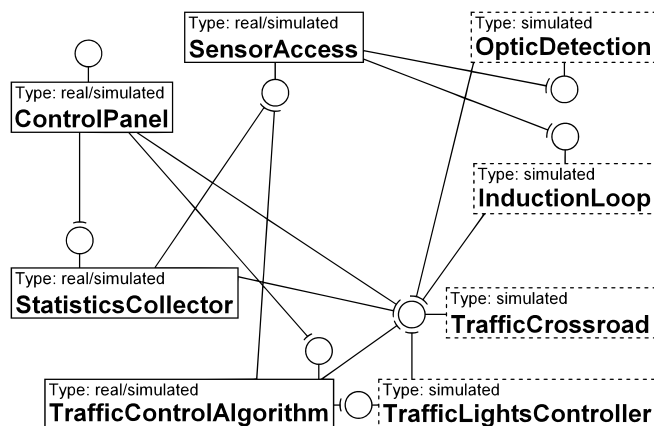 Type: real/simulated
SensorAccess
Type: simulated
OpticDetection
Type: real/simulated
ControlPanel
Type: simulated
InductionLoop
Type: real/simulated
StatisticsCollector
Type: simulated
TrafficCrossroad
Type: real/simulated
TrafficControlAlgorithm
Type: simulated
TrafficLightsController